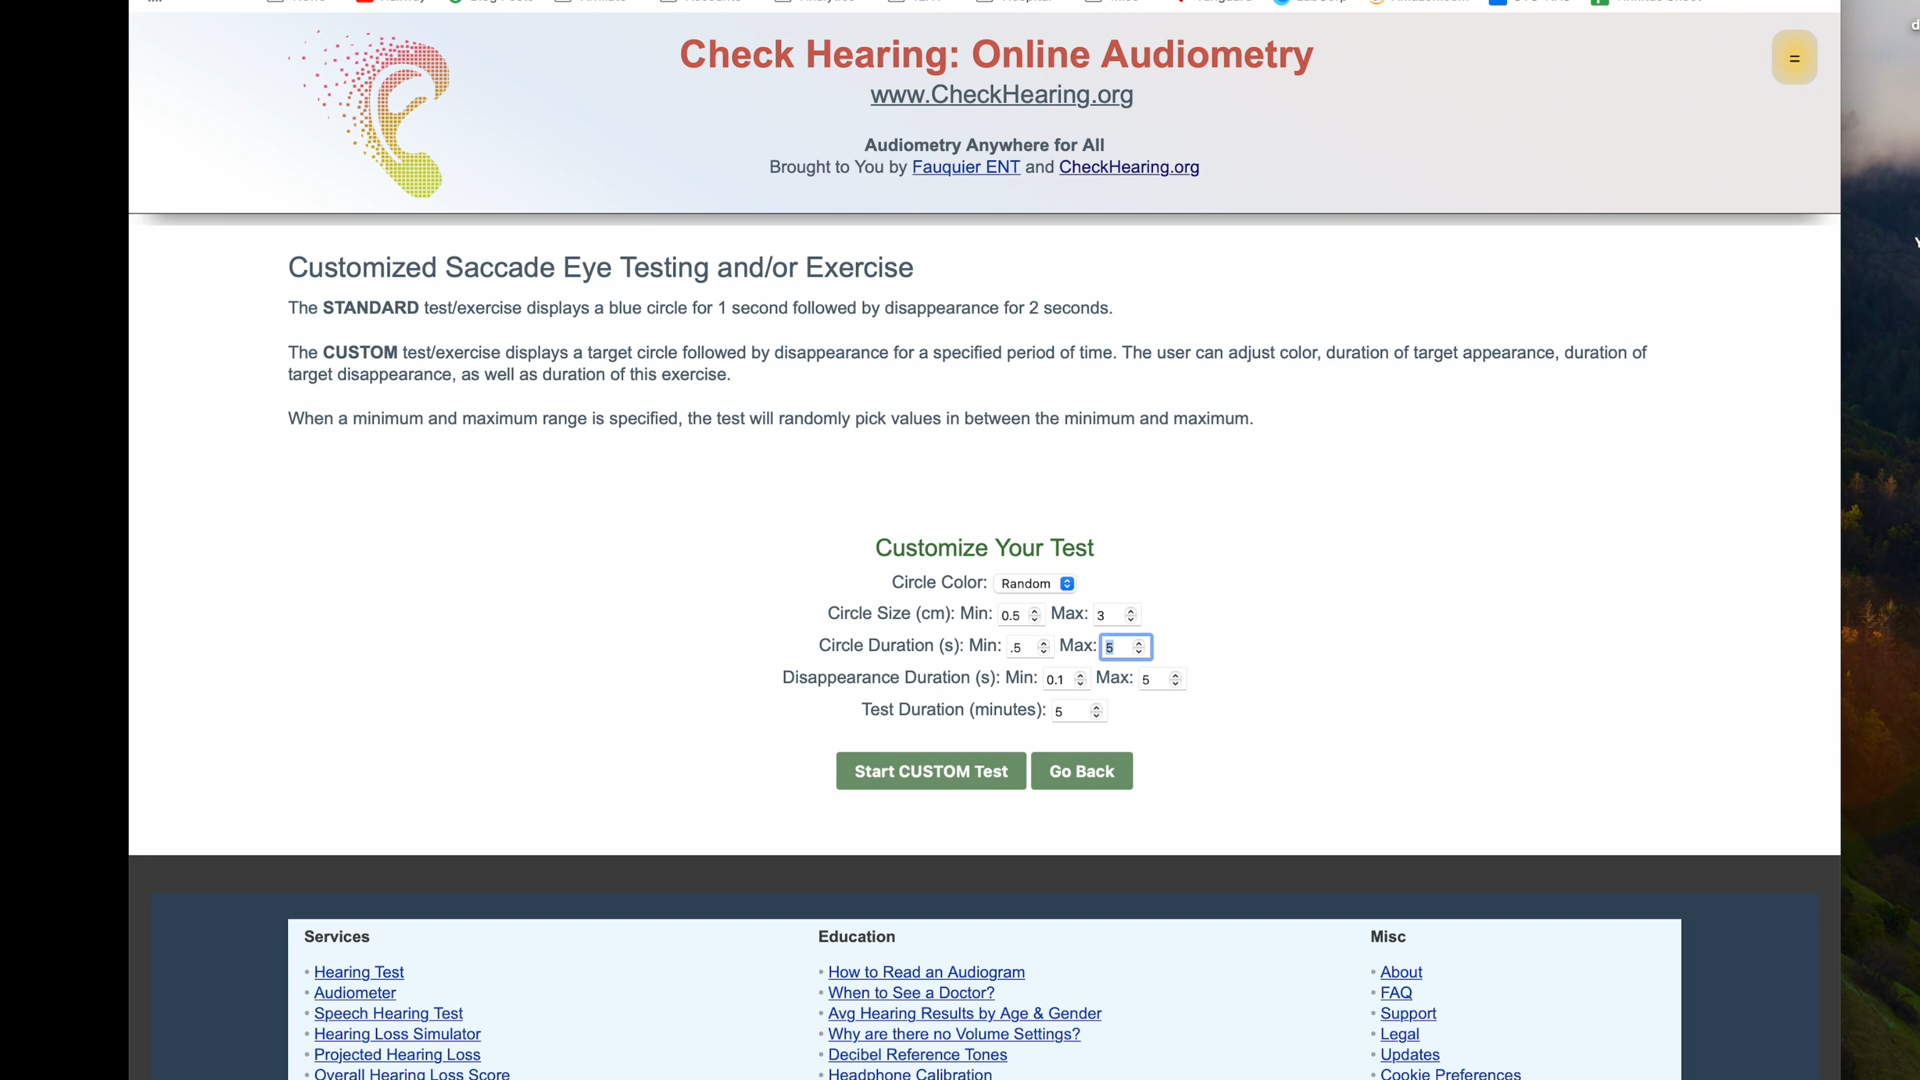 Check Hearing: Online Audiometry
=
www.CheckHearing.org
Audiometry Anywhere for All
Brought to You by Fauquier ENT and CheckHearing.org
Customized Saccade Eye Testing and/or Exercise
The STANDARD test/exercise displays a blue circle for 1 second followed by disappearance for 2 seconds.
The CUSTOM test/exercise displays a target circle followed by disappearance for a specified period of time. The user can adjust color, duration of target appearance, duration of
target disappearance, as well as duration of this exercise.
When a minimum and maximum range is specified, the test will randomly pick values in between the minimum and maximum.
Customize Your Test
Circle Color: Random
Circle Size (cm): Min: 0.5 Max: 3
Circle Duration (s): Min: .5 Max: 5
Disappearance Duration (s): Min: 0.1 Max: 5
Test Duration (minutes): 5
Start CUSTOM Test Go Back
Services
• Hearing Test
• Audiometer
• Speech Hearing Test
• Hearing Loss Simulator
• Projected Hearing Loss
Overall Hearing Loss Score
Education
• How to Read an Audiogram
• When to See a Doctor?
• Avg Hearing Results by Age & Gender
• Why are there no Volume Settings?
• Decibel Reference Tones
Headphone Calibration
Misc
• About
• FAQ
• Support
• Legal
• Updates
Cookie Preferences